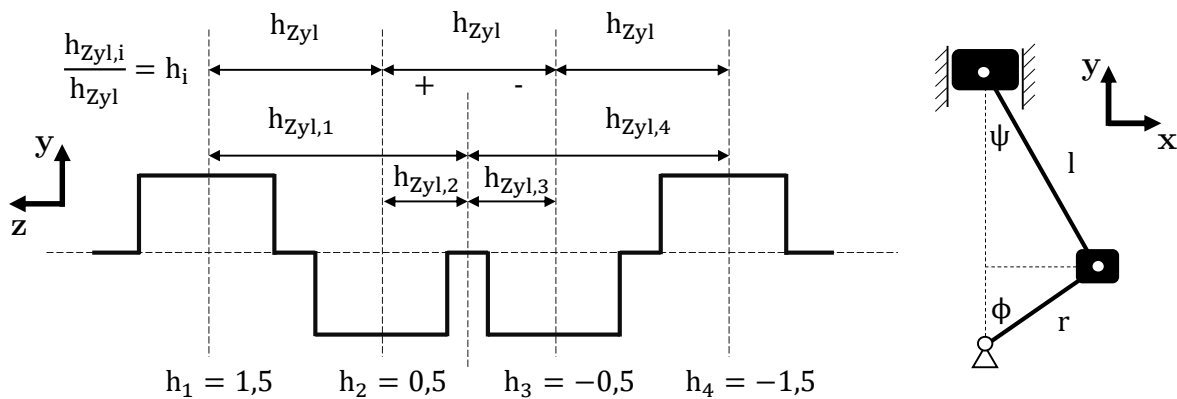 h_Zyl h_Zyl h_Zyl
h_Zyl,i / h_Zyl = h_i
+ -
h_Zyl,1 h_Zyl,4
y
z
h_Zyl,2 h_Zyl,3
h_1 = 1,5 h_2 = 0,5 h_3 = −0,5 h_4 = −1,5
y
x
ψ
l
ϕ
r